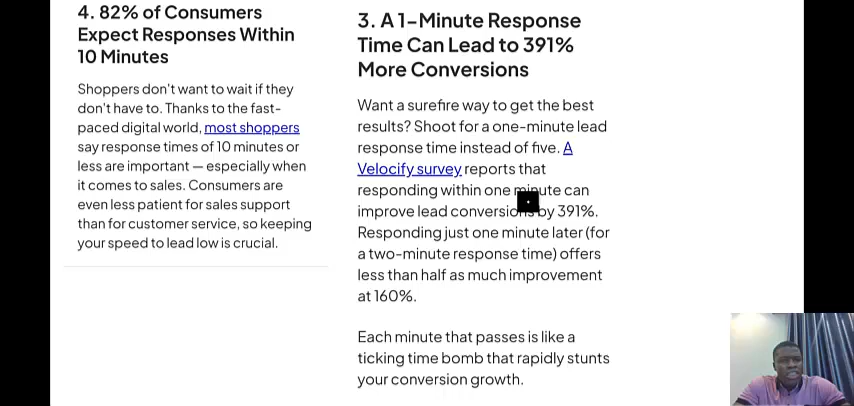 4. 82% of Consumers
Expect Responses Within
10 Minutes
Shoppers don't want to wait if they
don't have to. Thanks to the fast-
paced digital world, most shoppers
say response times of 10 minutes or
less are important — especially when
it comes to sales. Consumers are
even less patient for sales support
than for customer service, so keeping
your speed to lead low is crucial.
3. A 1-Minute Response
Time Can Lead to 391%
More Conversions
Want a surefire way to get the best
results? Shoot for a one-minute lead
response time instead of five. A
Velocify survey reports that
responding within one minute can
improve lead conversions by 391%.
Responding just one minute later (for
a two-minute response time) offers
less than half as much improvement
at 160%.
Each minute that passes is like a
ticking time bomb that rapidly stunts
your conversion growth.